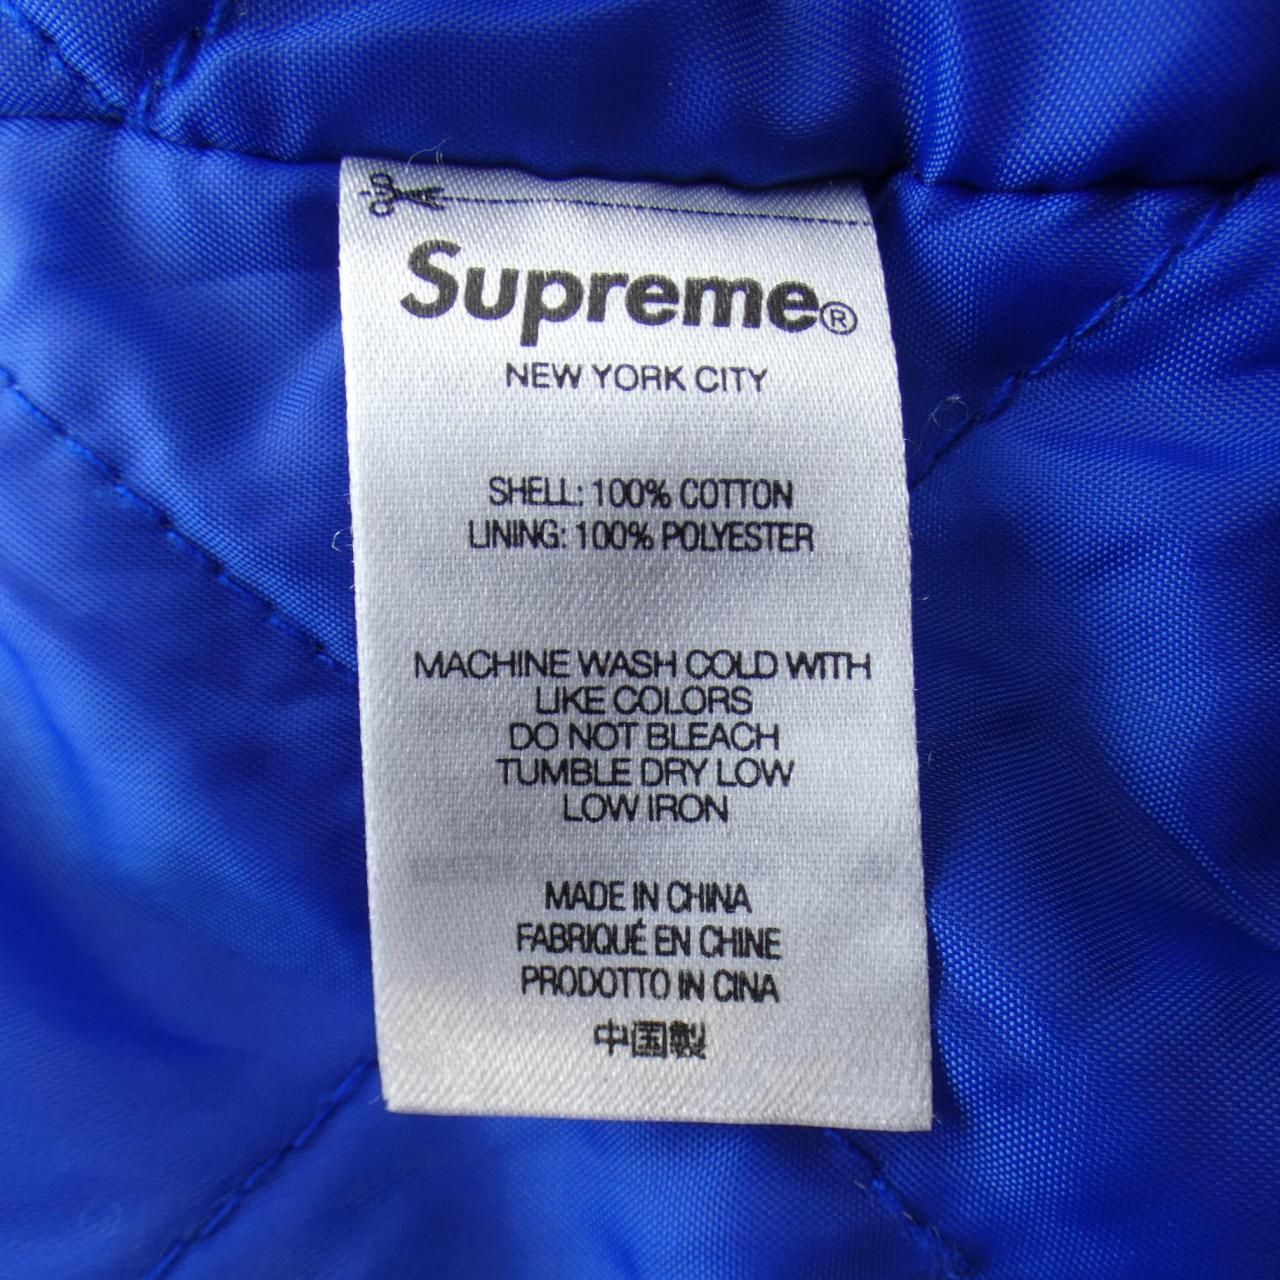 Supreme®
NEW YORK CITY
SHELL: 100% COTTON
LINING: 100% POLYESTER
MACHINE WASH COLD WITH
LIKE COLORS
DO NOT BLEACH
TUMBLE DRY LOW
LOW IRON
MADE IN CHINA
FABRIQUÉ EN CHINE
PRODOTTO IN CINA
中国製